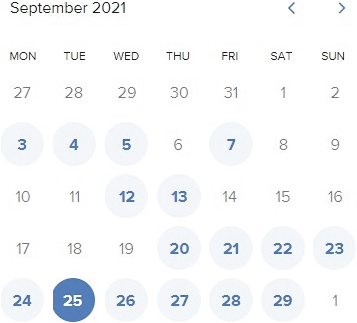 September 2021
MON TUE WED THU FRI SAT SUN
27 28 29 30 31 1 2
3 4 5 6 7 8 9
10 11 12 13 14 15 16
17 18 19 20 21 22 23
24 25 26 27 28 29 1